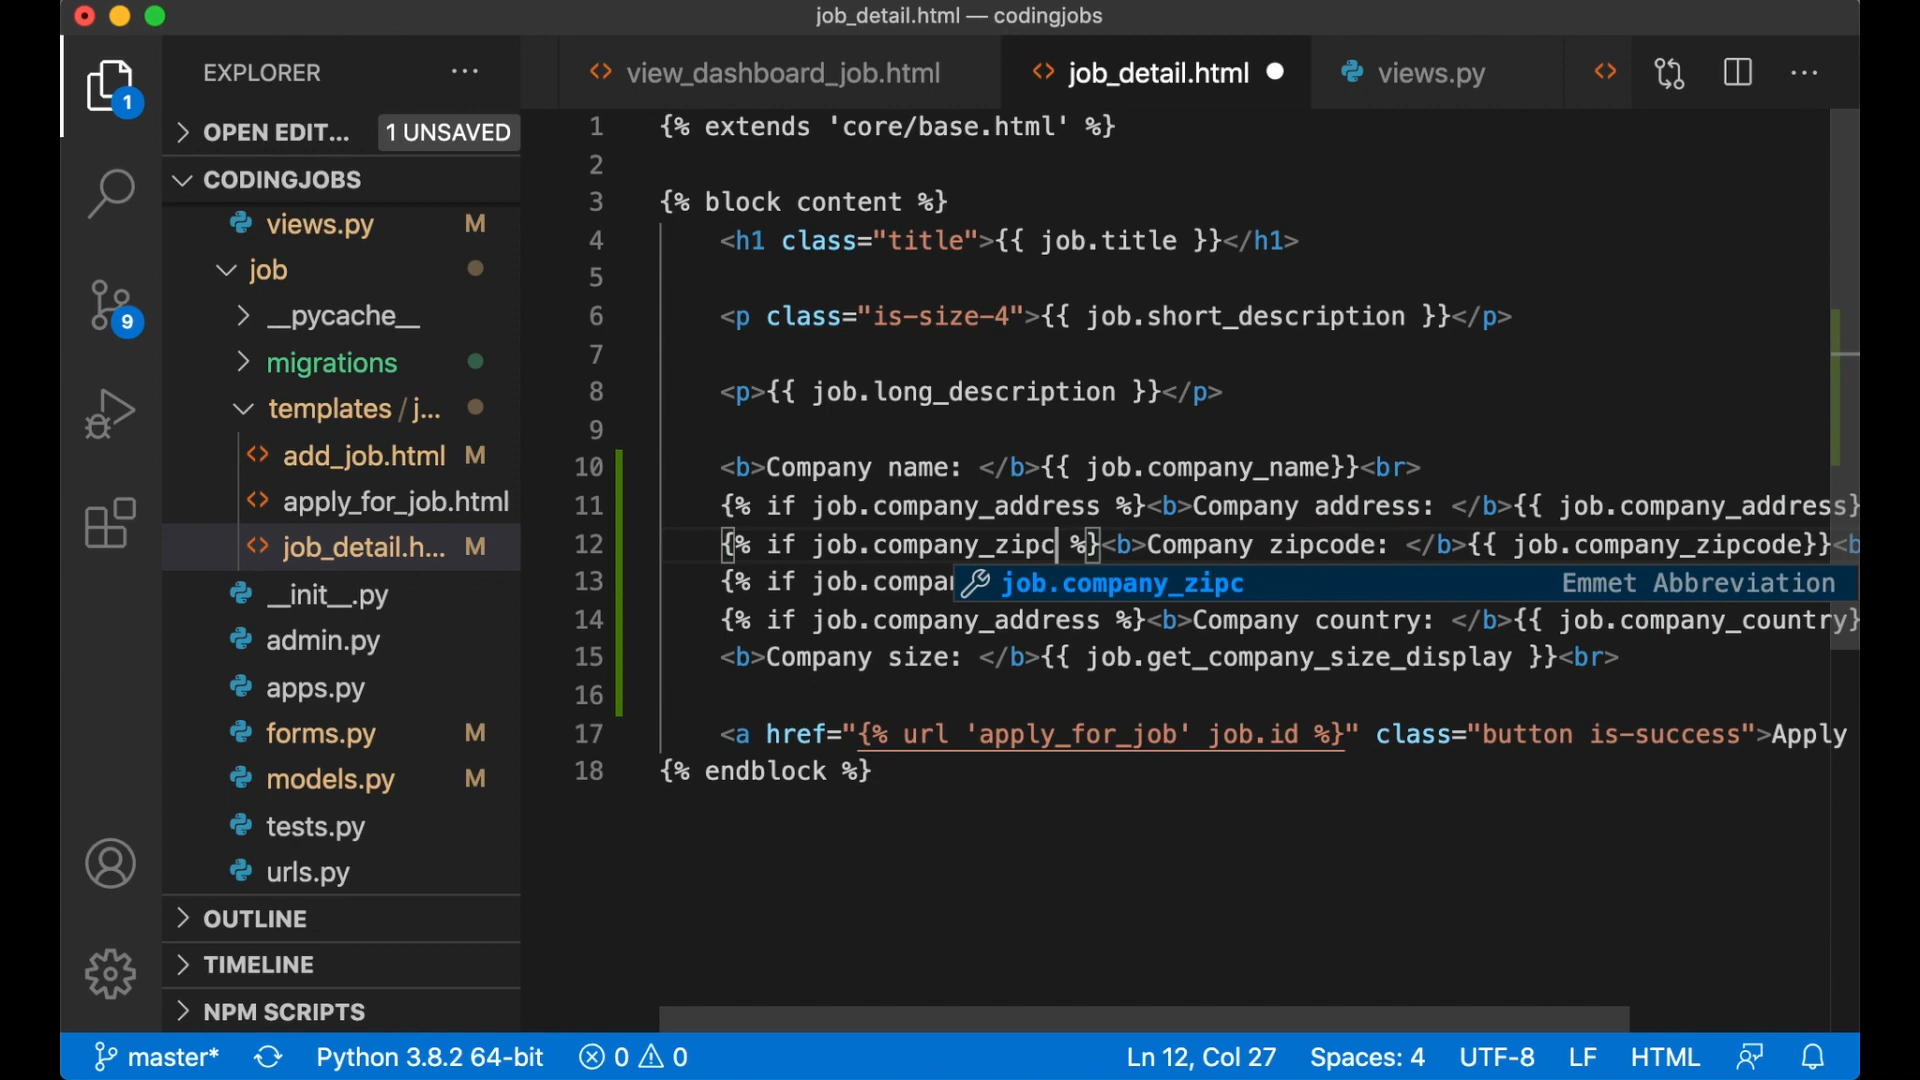 job_detail.html — codingjobs
EXPLORER
view_dashboard_job.html
job_detail.html
views.py
1
OPEN EDIT...
1 UNSAVED
CODINGJOBS
views.py M
job
__pycache__
migrations
templates / j...
add_job.html M
apply_for_job.html
job_detail.h... M
__init__.py
admin.py
apps.py
forms.py M
models.py M
tests.py
urls.py
OUTLINE
TIMELINE
NPM SCRIPTS
9
1 {% extends 'core/base.html' %}
2
3 {% block content %}
4 <h1 class="title">{{ job.title }}</h1>
5
6 <p class="is-size-4">{{ job.short_description }}</p>
7
8 <p>{{ job.long_description }}</p>
9
10 <b>Company name: </b>{{ job.company_name}}<br>
11 {% if job.company_address %}<b>Company address: </b>{{ job.company_address}
12 {% if job.company_zipc %}<b>Company zipcode: </b>{{ job.company_zipcode}}<b
13 {% if job.compan
job.company_zipc Emmet Abbreviation
14 {% if job.company_address %}<b>Company country: </b>{{ job.company_country}
15 <b>Company size: </b>{{ job.get_company_size_display }}<br>
16
17 <a href="{% url 'apply_for_job' job.id %}" class="button is-success">Apply
18 {% endblock %}
master* Python 3.8.2 64-bit 0 0 Ln 12, Col 27 Spaces: 4 UTF-8 LF HTML